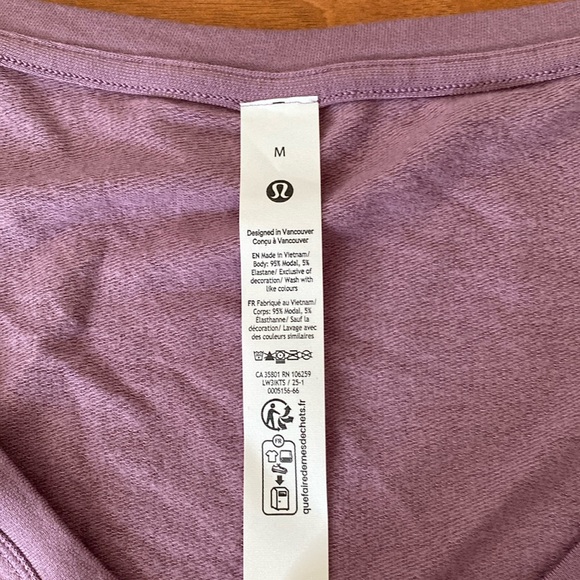 M
Designed in Vancouver
Conçu à Vancouver
EN Made in Vietnam/
Body: 95% Modal, 5%
Elastane/ Exclusive of
decoration/ Wash with
like colours
FR Fabriqué au Vietnam/
Corps: 95% Modal, 5%
Élasthanne/ Sauf la
décoration/ Lavage avec
des couleurs similaires
CA 35801 RN 106259
LW3IKTS / 25-1
0005156-66
FR
quefairedemesdechets.fr